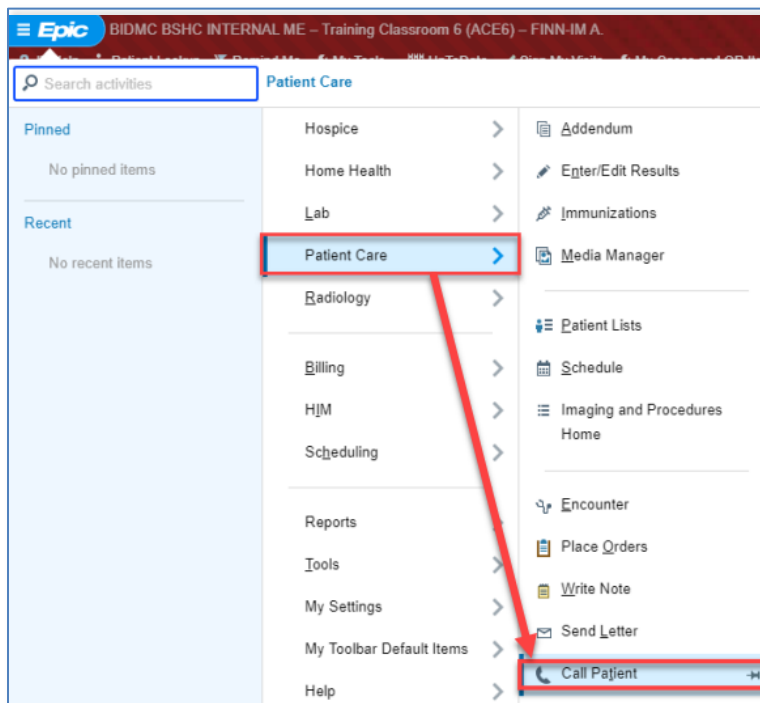 Epic BIDMC BSHC INTERNAL ME – Training Classroom 6 (ACE6) – FINN-IM A.
Search activities
Patient Care
Pinned
No pinned items
Recent
No recent items
Hospice
Home Health
Lab
Patient Care
Radiology
Billing
HIM
Scheduling
Reports
Tools
My Settings
My Toolbar Default Items
Help
Addendum
Enter/Edit Results
Immunizations
Media Manager
Patient Lists
Schedule
Imaging and Procedures
Home
Encounter
Place Orders
Write Note
Send Letter
Call Patient